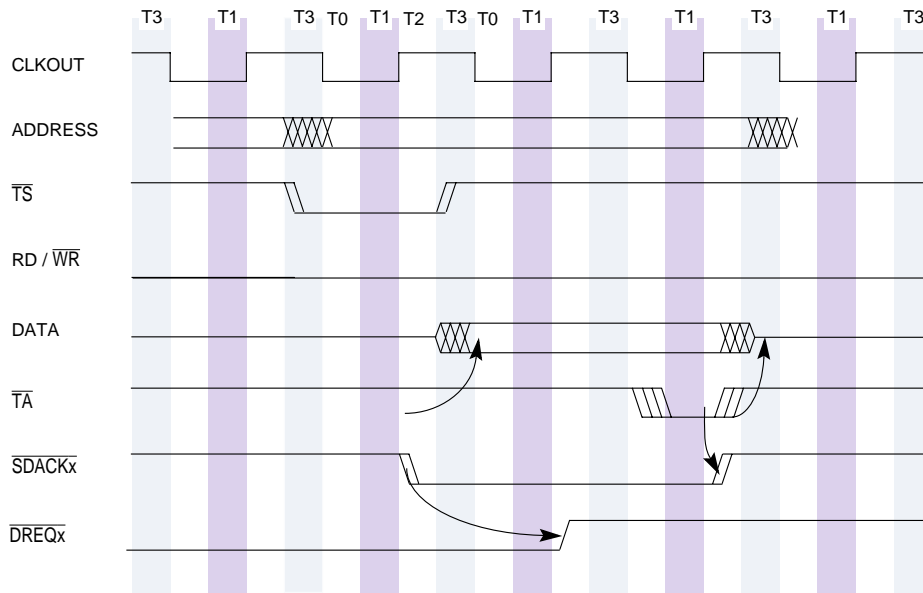 T3 T1 T3 T0 T1 T2 T3 T0 T1 T3 T1 T3 T1 T3
CLKOUT
ADDRESS
TS
RD / WR
DATA
TA
SDACKx
DREQx